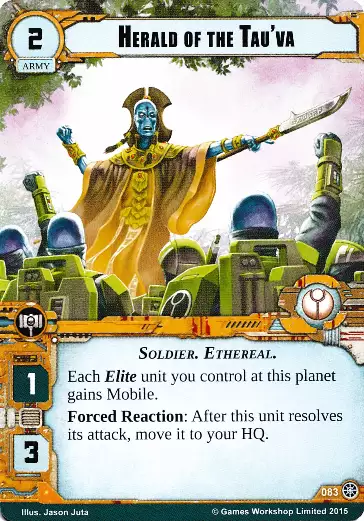 2
HERALD OF THE TAU'VA
ARMY
SOLDIER. ETHEREAL.
Each Elite unit you control at this planet
gains Mobile.
1
Forced Reaction: After this unit resolves
its attack, move it to your HQ.
3
083
Illus. Jason Juta
© Games Workshop Limited 2015